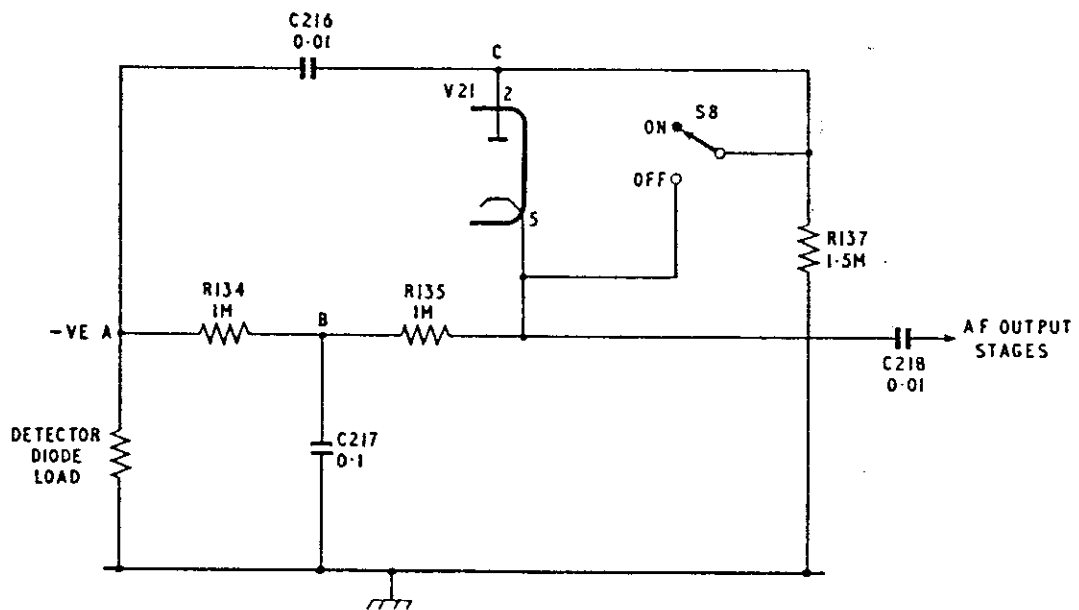 C216
0·01
C
V21
2
S8
ON
OFF
5
R137
1·5M
R134
1M
R135
1M
-VE A
B
AF OUTPUT
STAGES
C218
0·01
DETECTOR
DIODE
LOAD
C217
0·1